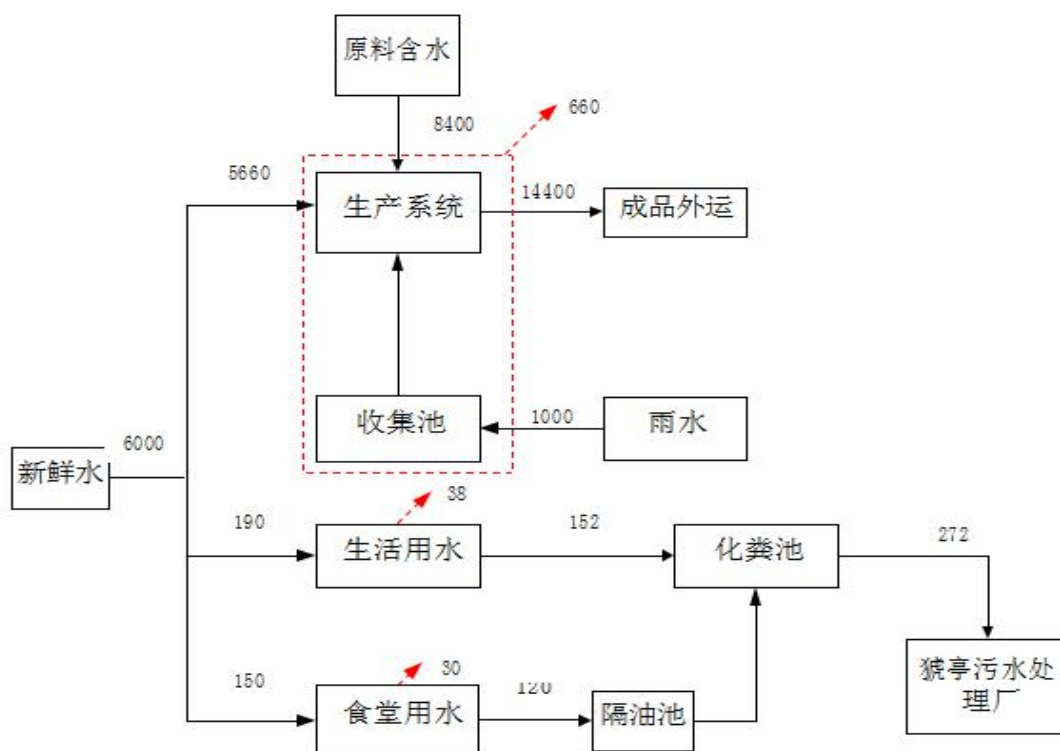 原料含水
8400
660
5660
生产系统
14400
成品外运
收集池
1000
雨水
新鲜水
6000
190
生活用水
38
152
化粪池
272
150
食堂用水
30
120
隔油池
猇亭污水处
理厂